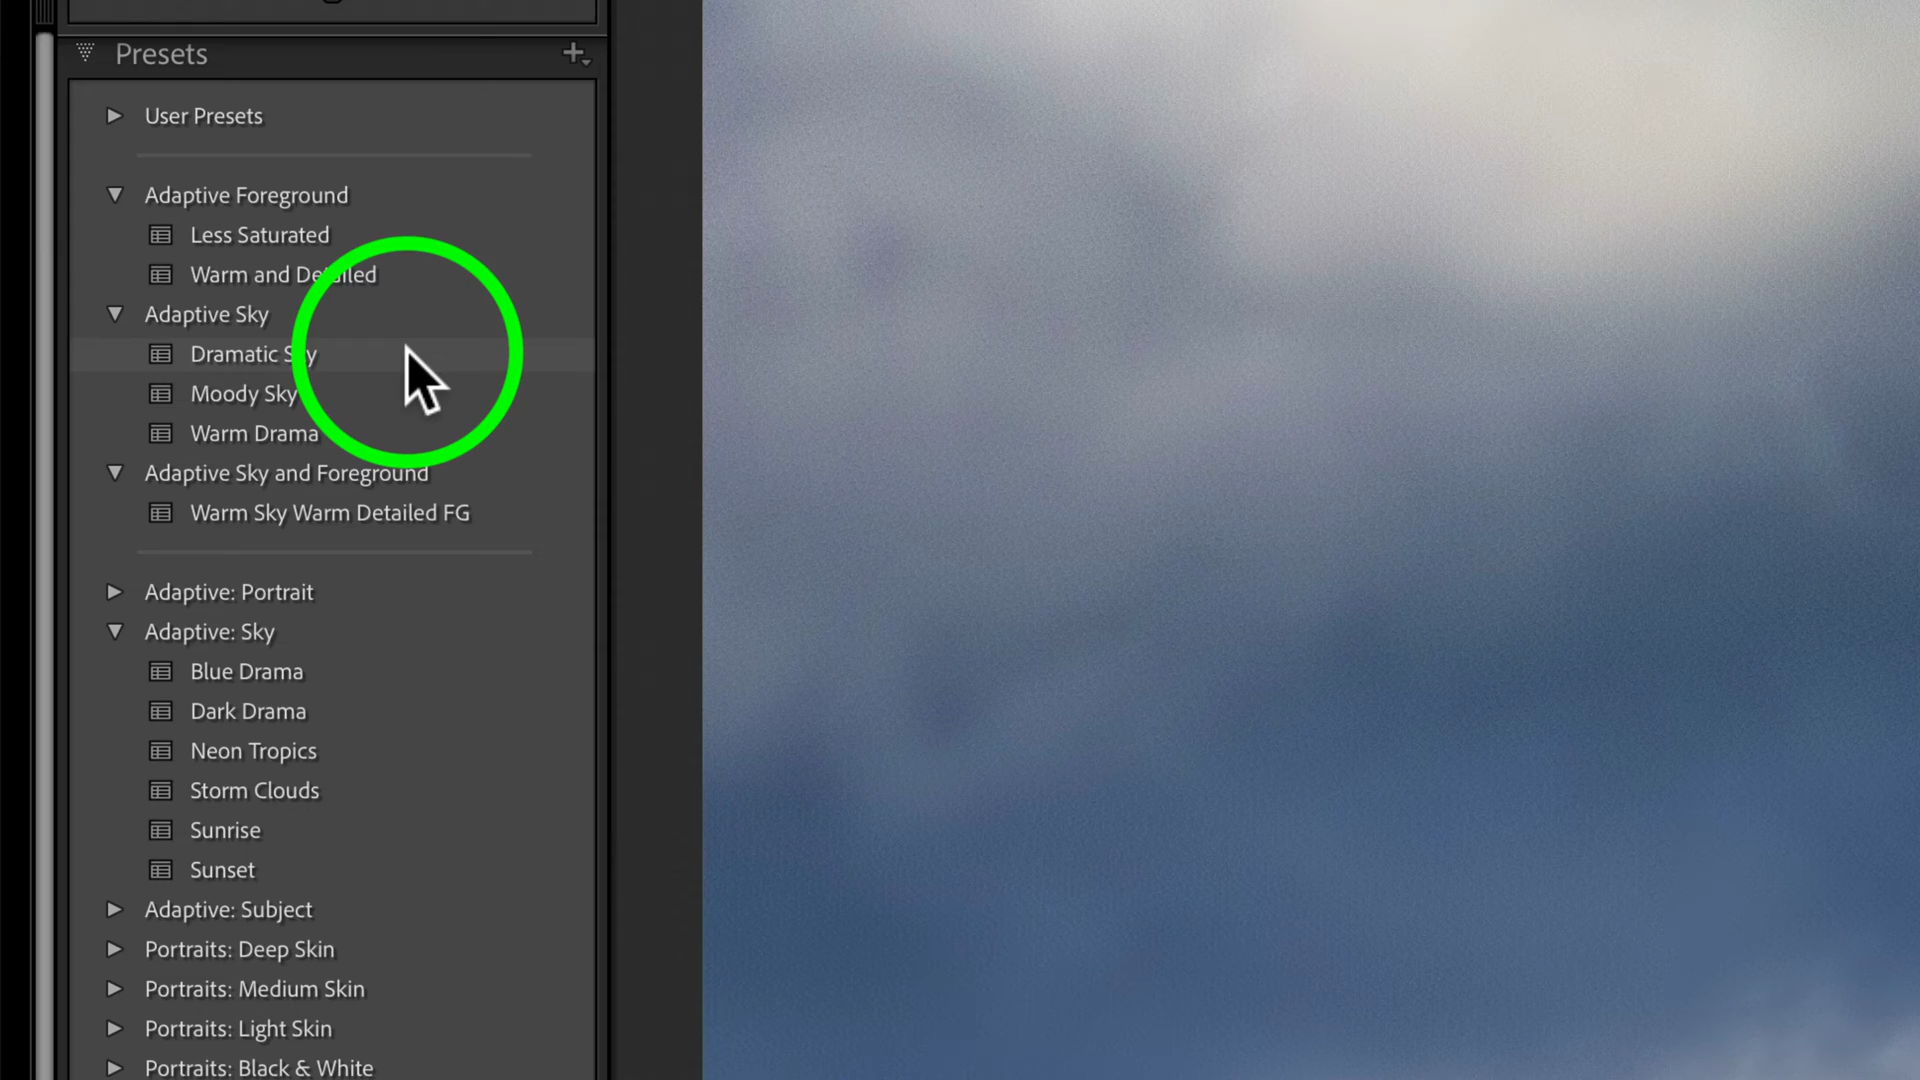 Presets
User Presets
Adaptive Foreground
Less Saturated
Warm and Detailed
Adaptive Sky
Dramatic Sky
Moody Sky
Warm Drama
Adaptive Sky and Foreground
Warm Sky Warm Detailed FG
Adaptive: Portrait
Adaptive: Sky
Blue Drama
Dark Drama
Neon Tropics
Storm Clouds
Sunrise
Sunset
Adaptive: Subject
Portraits: Deep Skin
Portraits: Medium Skin
Portraits: Light Skin
Portraits: Black & White